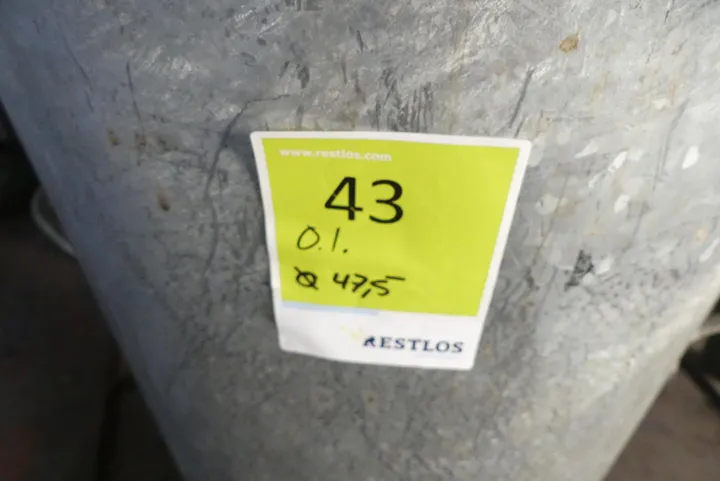 www.restlos.com
43
O.I.
Ø 47,5
RESTLOS